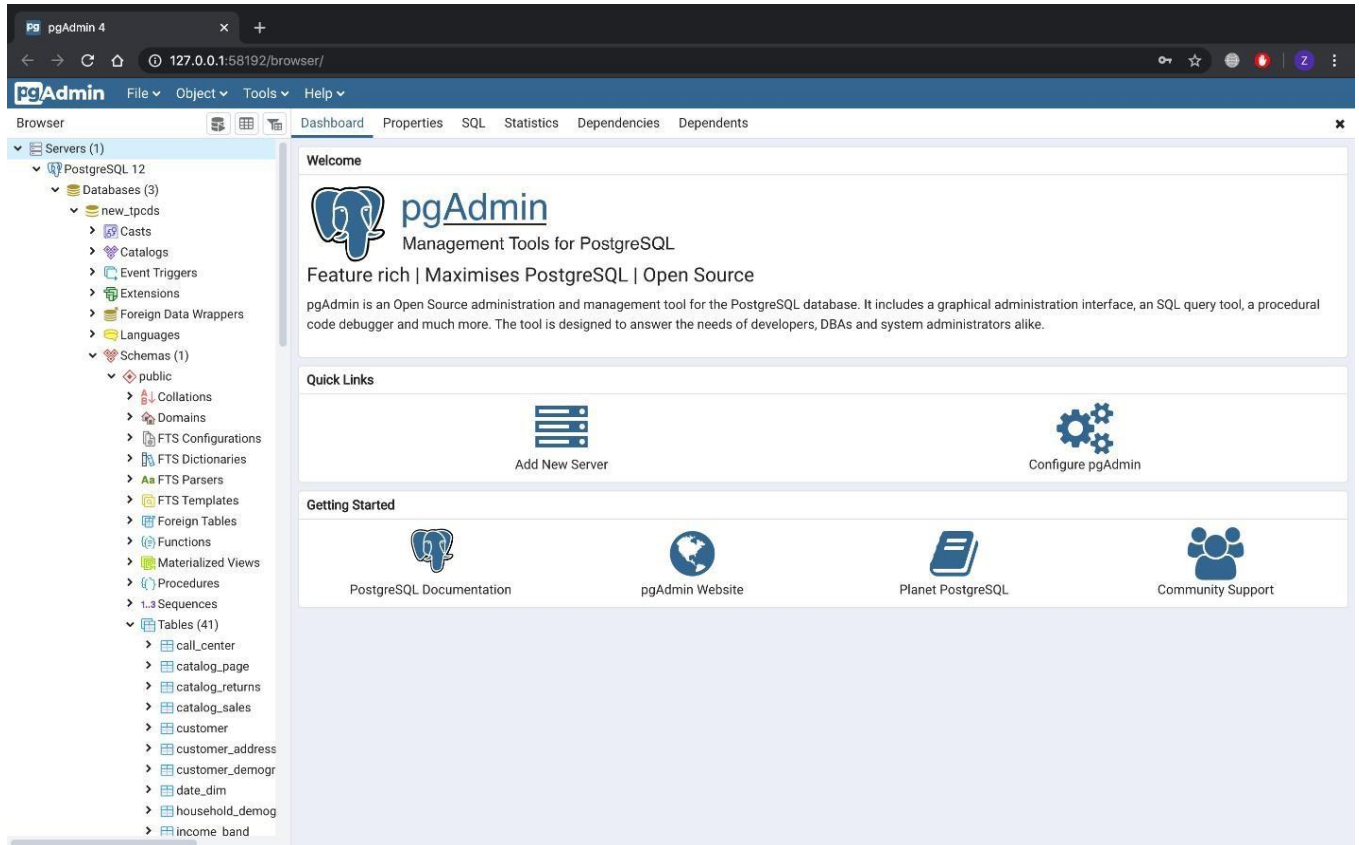 pgAdmin 4
127.0.0.1:58192/browser/
Z
pgAdmin File Object Tools Help
Browser
Dashboard Properties SQL Statistics Dependencies Dependents
Servers (1)
PostgreSQL 12
Databases (3)
new_tpcds
Casts
Catalogs
Event Triggers
Extensions
Foreign Data Wrappers
Languages
Schemas (1)
public
Collations
Domains
FTS Configurations
FTS Dictionaries
Aa FTS Parsers
FTS Templates
Foreign Tables
Functions
Materialized Views
Procedures
1..3 Sequences
Tables (41)
call_center
catalog_page
catalog_returns
catalog_sales
customer
customer_address
customer_demogr
date_dim
household_demog
income_band
Welcome
pgAdmin
Management Tools for PostgreSQL
Feature rich | Maximises PostgreSQL | Open Source
pgAdmin is an Open Source administration and management tool for the PostgreSQL database. It includes a graphical administration interface, an SQL query tool, a procedural
code debugger and much more. The tool is designed to answer the needs of developers, DBAs and system administrators alike.
Quick Links
Add New Server
Configure pgAdmin
Getting Started
PostgreSQL Documentation
pgAdmin Website
Planet PostgreSQL
Community Support